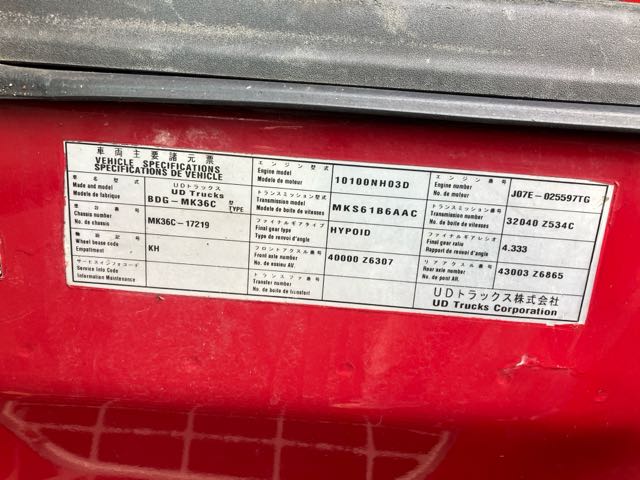 車両主要諸元票
VEHICLE SPECIFICATIONS
SPECIFICATIONS DE VÉHICLE
車名型式
Made and model
Modele de fabrique
UDトラックス
UD Trucks
BDG-MK36C
型
TYPE
車台番号
Chassis number
No. de chassis
MK36C-17219
機種記号
Wheel bease code
Empattement
KH
サービスインフォコード
Service Info Code
Information Maintenance
エンジン型式
Engine model
Modele de moteur
10100NH03D
トランスミッション型式
Transmission model
Modele de boite de vitesses
MKS61B6AAC
ファイナルギアタイプ
Final gear type
Type de renvoi d'angle
HYPOID
フロントアクスル番号
Front axle number
No. de essieu AV.
40000 Z6307
トランスファ番号
Transfer number
No. de boite de transfert
エンジン番号
Engine number
No. de moteur
J07E-025597TG
トランスミッション番号
Transmission number
No. de boite de vitesses
32040 Z534C
ファイナルギアレシオ
Final gear ratio
Rapport de renvoi d'angle
4.333
リアアクスル番号
Rear axle number
No. de pont AR.
43003 Z6865
UDトラックス株式会社
UD Trucks Corporation